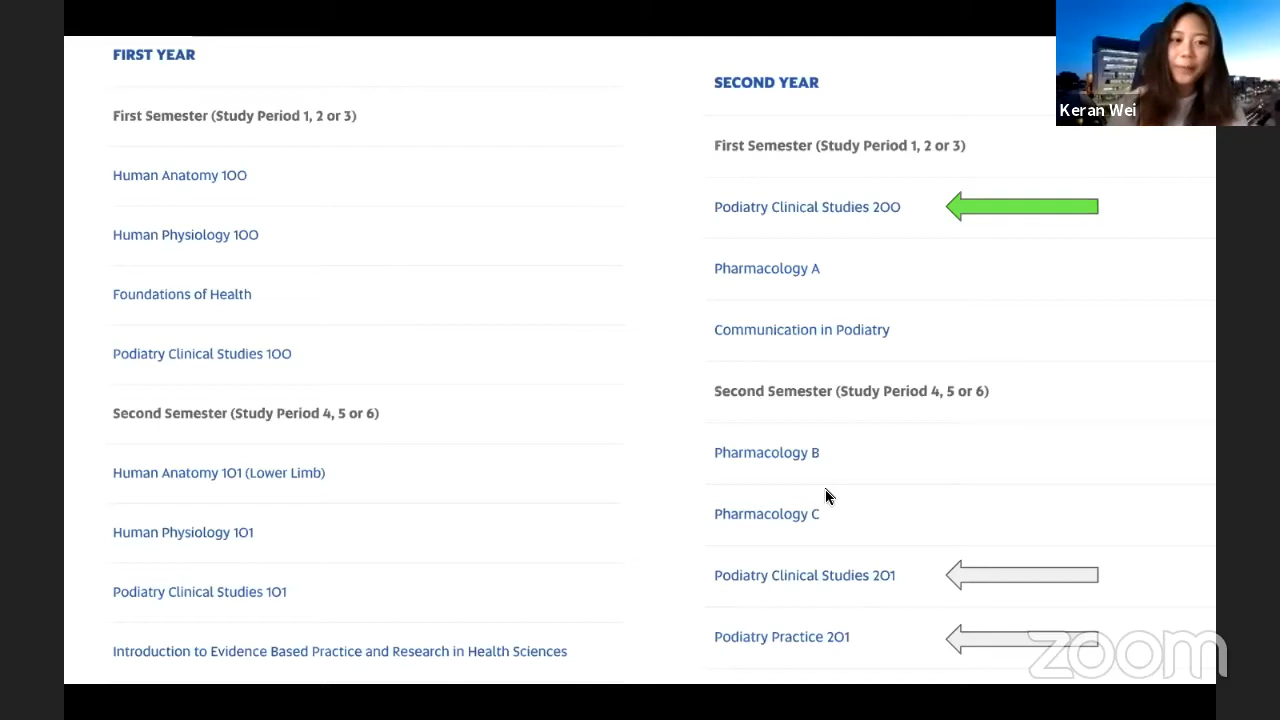 FIRST YEAR
First Semester (Study Period 1, 2 or 3)
Human Anatomy 100
Human Physiology 100
Foundations of Health
Podiatry Clinical Studies 100
Second Semester (Study Period 4, 5 or 6)
Human Anatomy 101 (Lower Limb)
Human Physiology 101
Podiatry Clinical Studies 101
Introduction to Evidence Based Practice and Research in Health Sciences
SECOND YEAR
First Semester (Study Period 1, 2 or 3)
Podiatry Clinical Studies 200
Pharmacology A
Communication in Podiatry
Second Semester (Study Period 4, 5 or 6)
Pharmacology B
Pharmacology C
Podiatry Clinical Studies 201
Podiatry Practice 201
Keran Wei
zoom